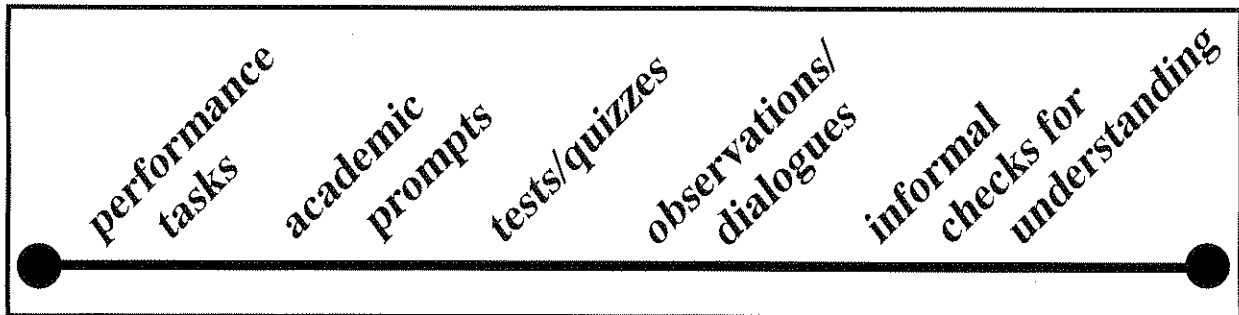 performance
tasks
academic
prompts
tests/quizzes
observations/
dialogues
informal
checks for
understanding